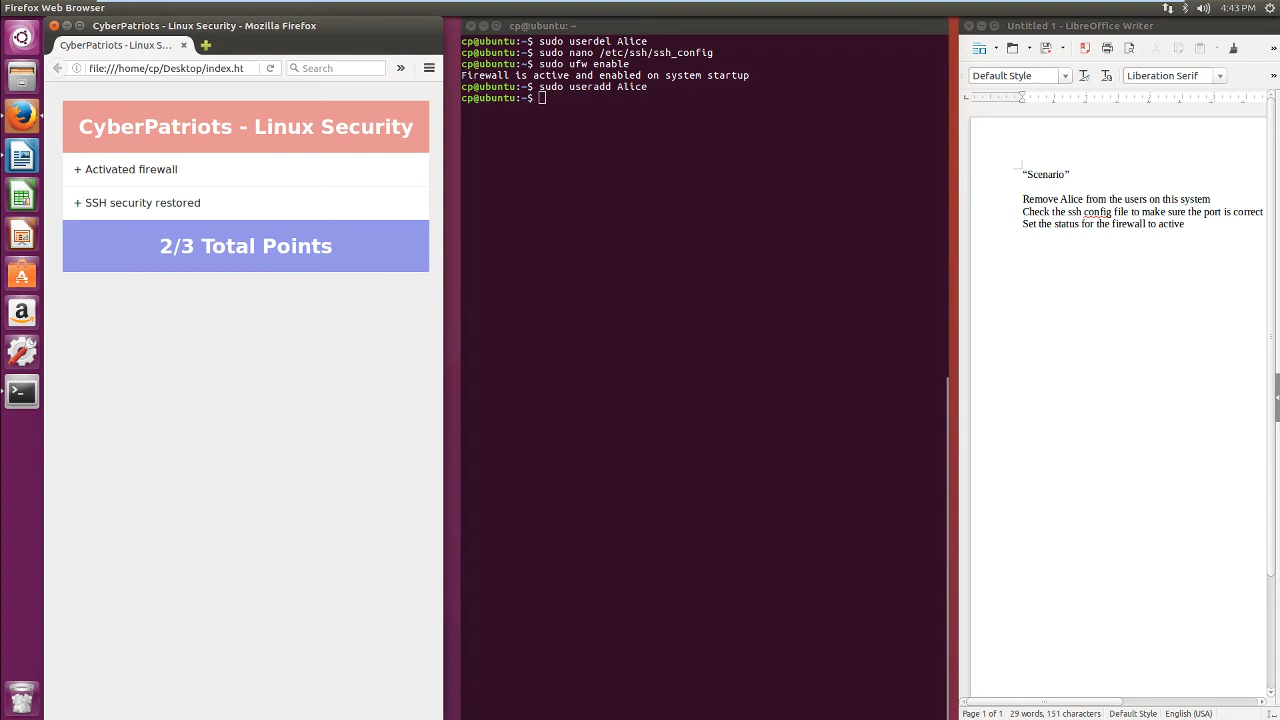 Firefox Web Browser
4:43 PM
CyberPatriots - Linux Security - Mozilla Firefox
CyberPatriots - Linux S...
file:///home/cp/Desktop/index.ht
Search
CyberPatriots - Linux Security
+ Activated firewall
+ SSH security restored
2/3 Total Points
cp@ubuntu: ~
cp@ubuntu:~$ sudo userdel Alice
cp@ubuntu:~$ sudo nano /etc/ssh/ssh_config
cp@ubuntu:~$ sudo ufw enable
Firewall is active and enabled on system startup
cp@ubuntu:~$ sudo useradd Alice
cp@ubuntu:~$
Untitled 1 - LibreOffice Writer
Default Style
Liberation Serif
“Scenario”
Remove Alice from the users on this system
Check the ssh config file to make sure the port is correct
Set the status for the firewall to active
Page 1 of 1
29 words, 151 characters
Default Style
English (USA)